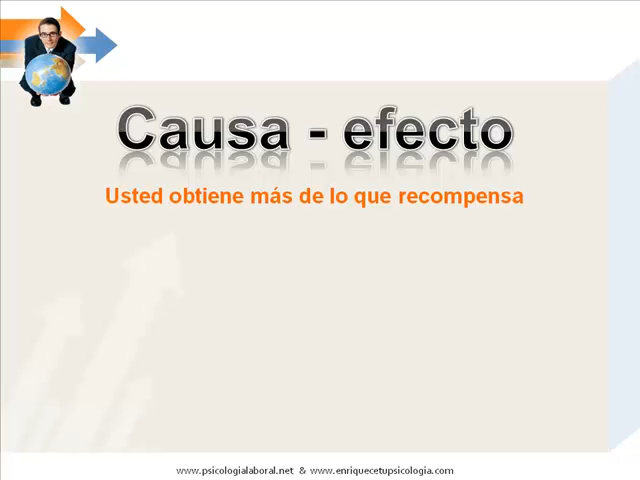 Causa - efecto
Usted obtiene más de lo que recompensa
www.psicologialaboral.net & www.enriquecetupsicologia.com